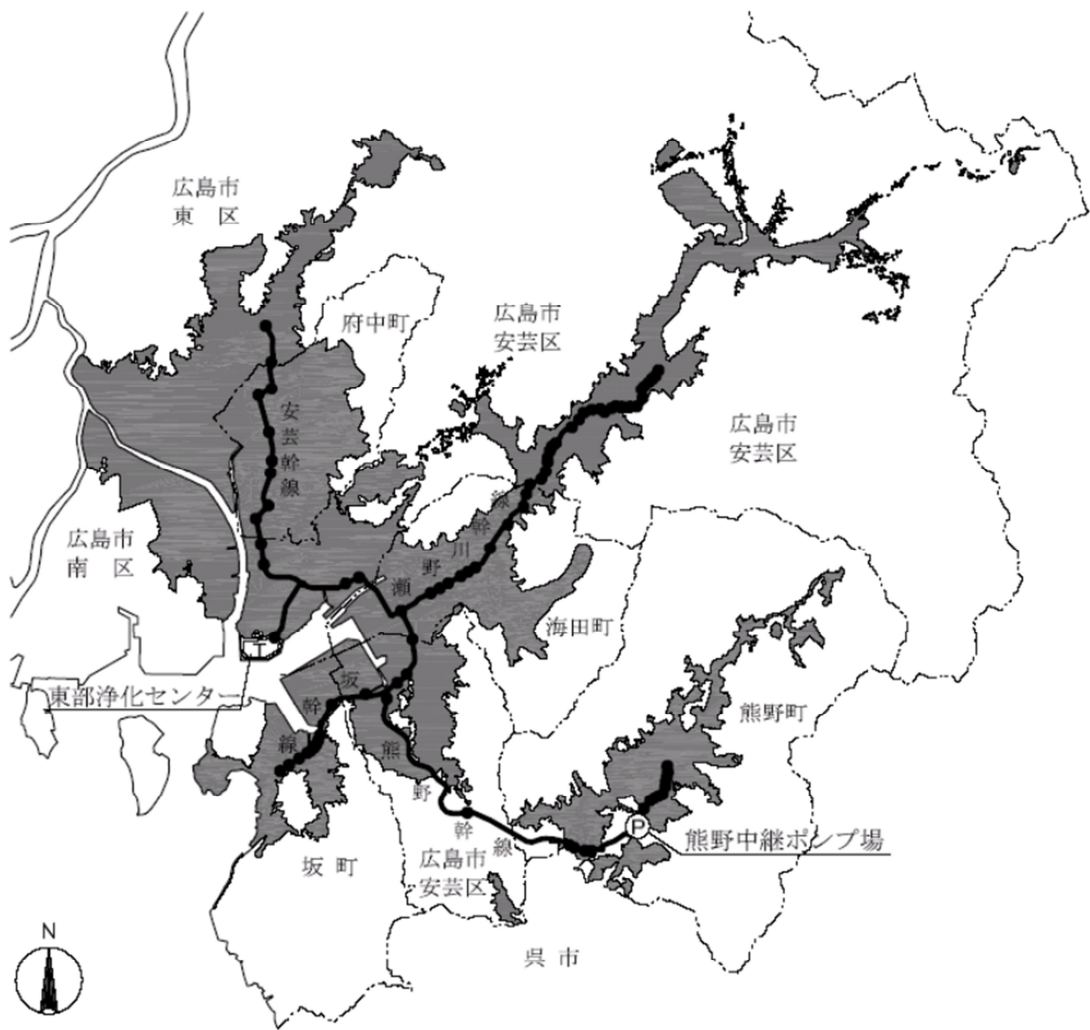 広島市
東 区
府中町
広島市
安芸区
広島市
安芸区
安芸幹線
広島市
南 区
瀬野川幹線
海田町
東部浄化センター
T
坂幹線
熊野町
熊野幹線
P
熊野中継ポンプ場
坂 町
広島市
安芸区
呉 市
N